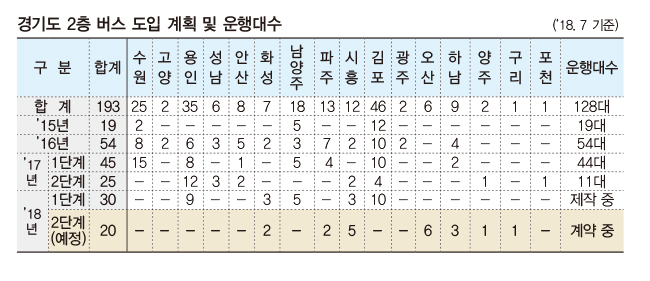 경기도 2층 버스 도입 계획 및 운행대수 ('18. 7 기준)
구 분 합계 수원 고양 용인 성남 안산 화성 남양주 파주 시흥 김포 광주 오산 하남 양주 구리 포천 운행대수
합 계 193 25 2 35 6 8 7 18 13 12 46 2 6 9 2 1 1 128대
'15년 19 2 – – – – – 5 – – 12 – – – – – – 19대
'16년 54 8 2 6 3 5 2 3 7 2 10 2 – 4 – – – 54대
'17년 1단계 45 15 – 8 – 1 – 5 4 – 10 – – 2 – – – 44대
2단계 25 – – 12 3 2 – – – 2 4 – – – 1 – 1 11대
'18년 1단계 30 – – 9 – – 3 5 – 3 10 – – – – – – 제작 중
2단계(예정) 20 – – – – – 2 – 2 5 – – 6 3 1 1 – 계약 중